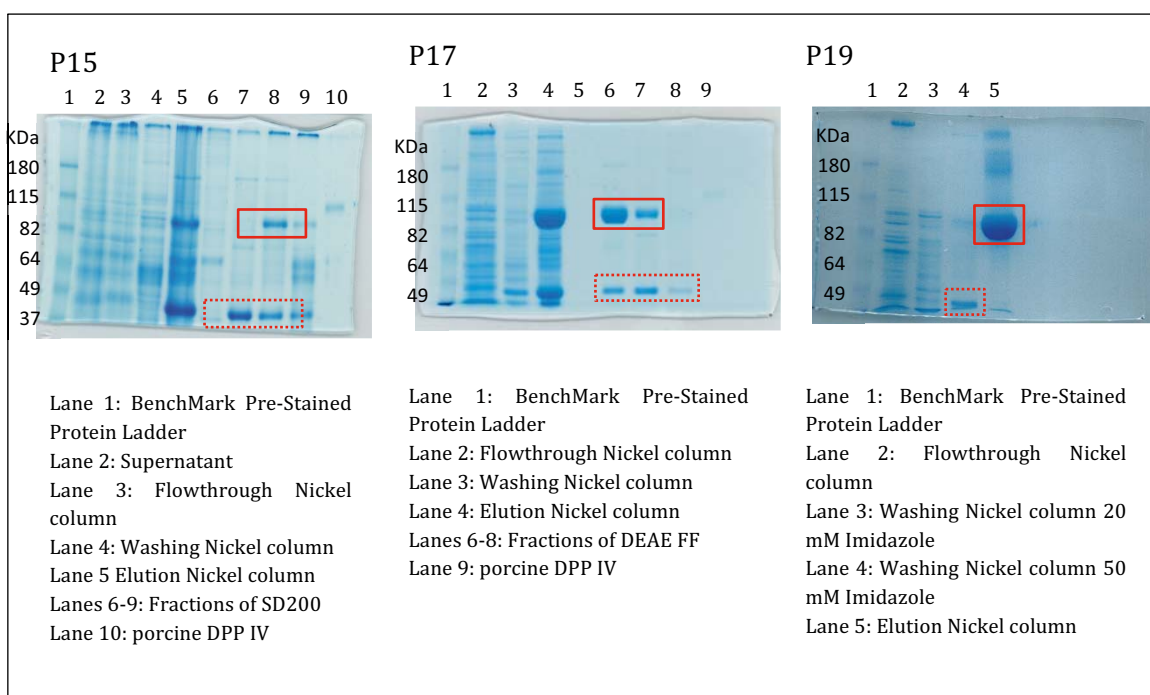 P15
1 2 3 4 5 6 7 8 9 10
KDa
180
115
82
64
49
37
Lane 1: BenchMark Pre-Stained
Protein Ladder
Lane 2: Supernatant
Lane 3: Flowthrough Nickel
column
Lane 4: Washing Nickel column
Lane 5 Elution Nickel column
Lanes 6-9: Fractions of SD200
Lane 10: porcine DPP IV
P17
1 2 3 4 5 6 7 8 9
KDa
180
115
82
64
49
Lane 1: BenchMark Pre-Stained
Protein Ladder
Lane 2: Flowthrough Nickel column
Lane 3: Washing Nickel column
Lane 4: Elution Nickel column
Lanes 6-8: Fractions of DEAE FF
Lane 9: porcine DPP IV
P19
1 2 3 4 5
KDa
180
115
82
64
49
Lane 1: BenchMark Pre-Stained
Protein Ladder
Lane 2: Flowthrough Nickel
column
Lane 3: Washing Nickel column 20
mM Imidazole
Lane 4: Washing Nickel column 50
mM Imidazole
Lane 5: Elution Nickel column